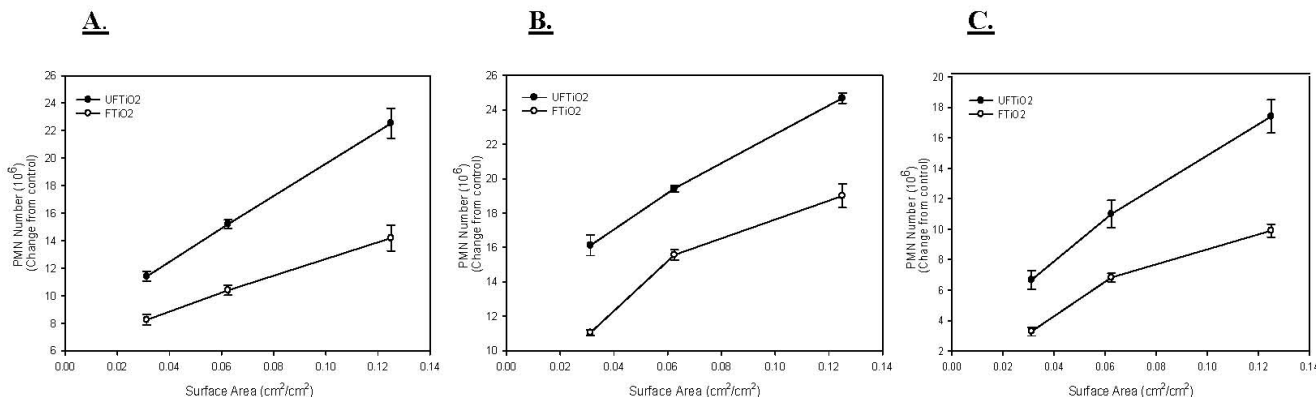 A.
B.
C.
PMN Number (10^6)
(Change from control)
26
24
22
20
18
16
14
12
10
8
6
UFTiO2
FTiO2
0.00 0.02 0.04 0.06 0.08 0.10 0.12 0.14
Surface Area (cm²/cm²)
PMN Number (10^6)
(Change from control)
26
24
22
20
18
16
14
12
10
UFTiO2
FTiO2
0.00 0.02 0.04 0.06 0.08 0.10 0.12 0.14
Surface Area (cm²/cm²)
PMN Number (10^6)
(Change from control)
20
18
16
14
12
10
8
6
4
2
UFTiO2
FTiO2
0.00 0.02 0.04 0.06 0.08 0.10 0.12 0.14
Surface Area (cm²/cm²)